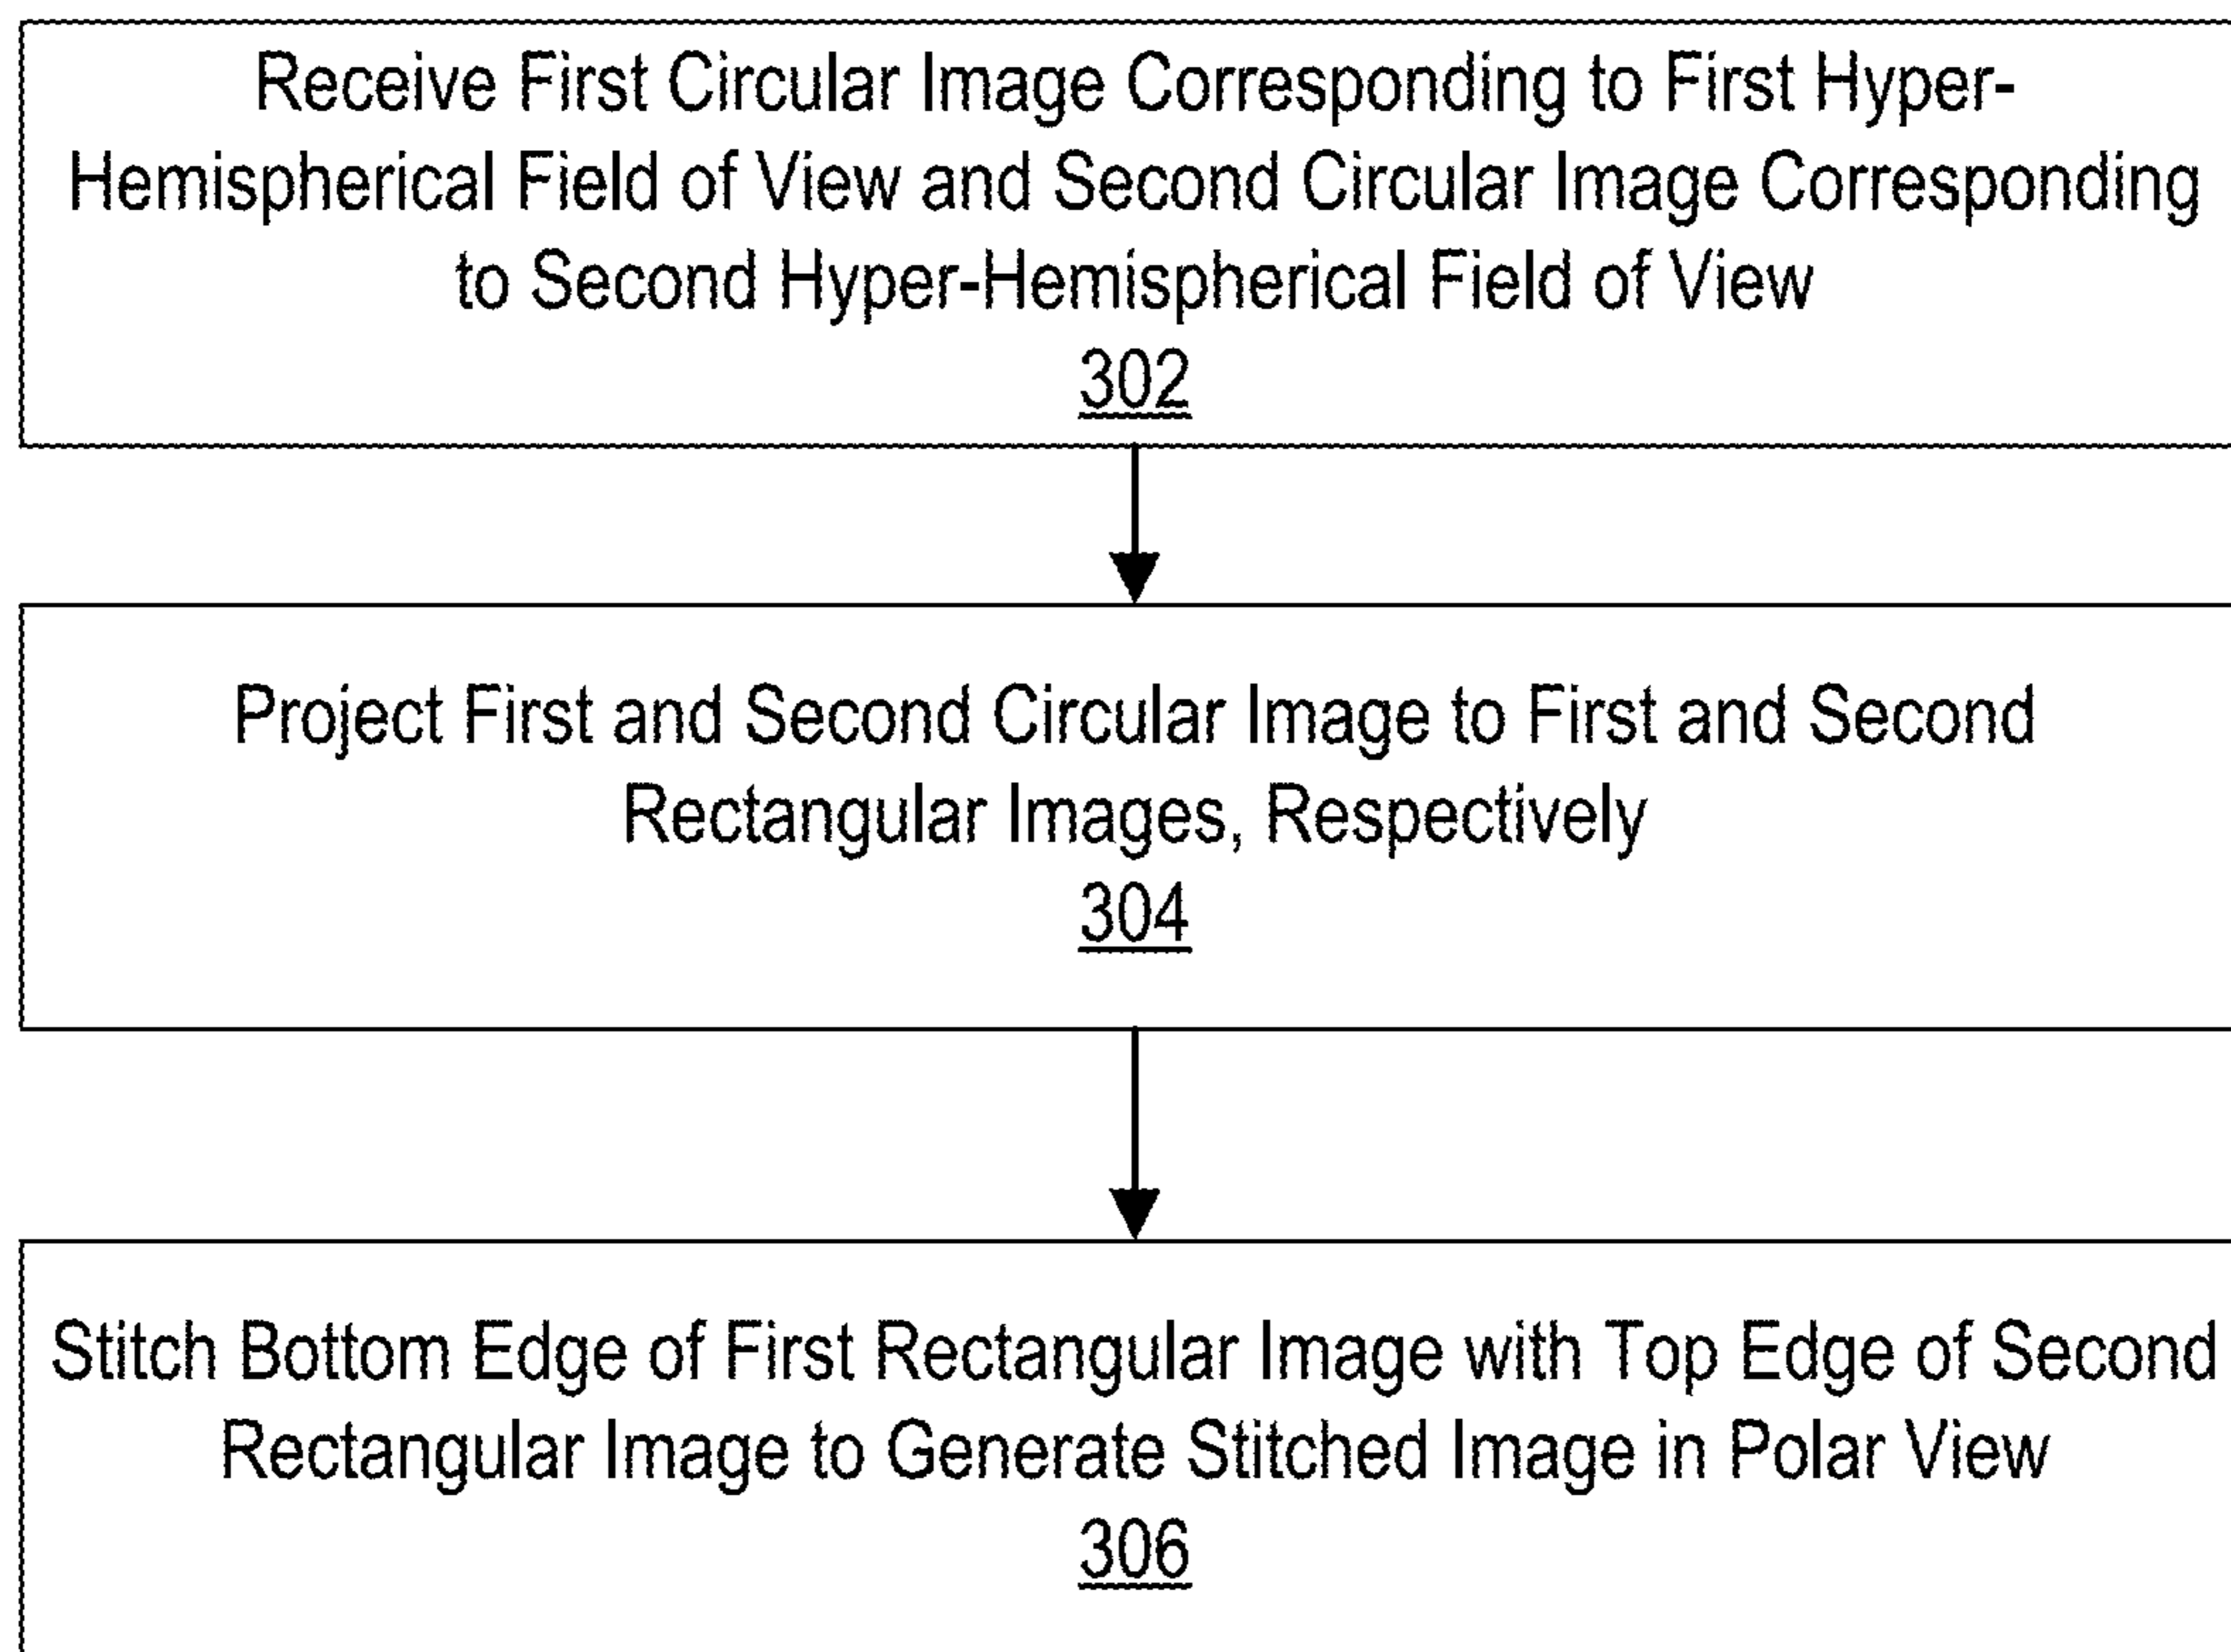 Receive First Circular Image Corresponding to First Hyper-
Hemispherical Field of View and Second Circular Image Corresponding
to Second Hyper-Hemispherical Field of View
302
Project First and Second Circular Image to First and Second
Rectangular Images, Respectively
304
Stitch Bottom Edge of First Rectangular Image with Top Edge of Second
Rectangular Image to Generate Stitched Image in Polar View
306